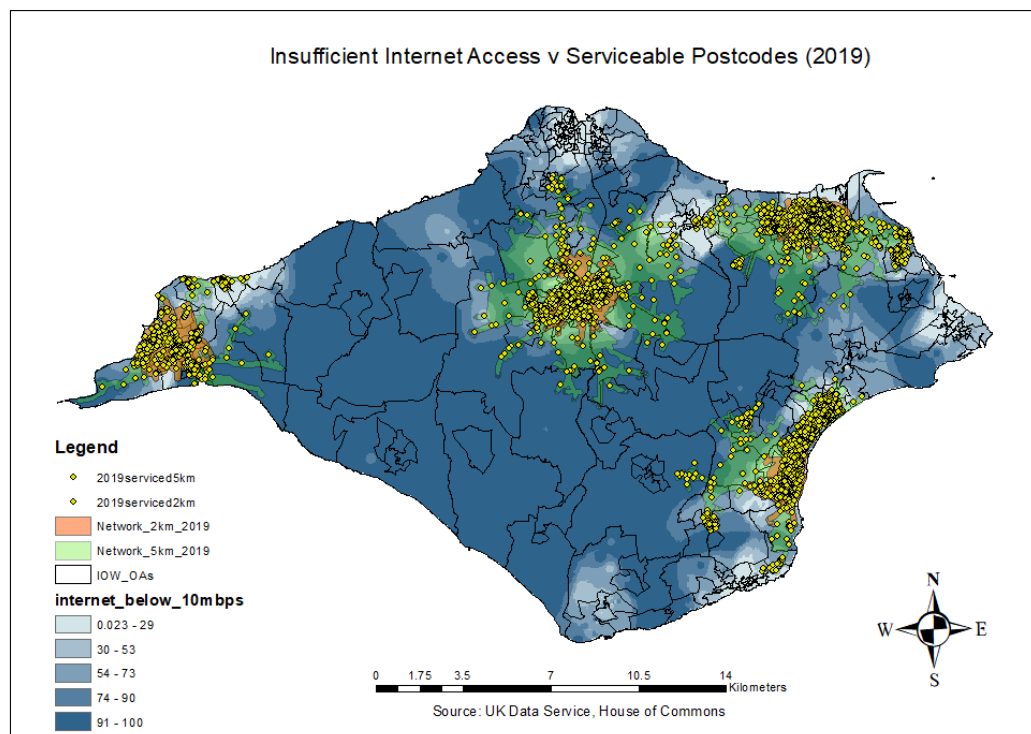 Insufficient Internet Access v Serviceable Postcodes (2019)
Legend
2019serviced5km
2019serviced2km
Network_2km_2019
Network_5km_2019
IOW_OAs
internet_below_10mbps
0.023 - 29
30 - 53
54 - 73
74 - 90
91 - 100
N
W E
S
0 1.75 3.5 7 10.5 14
Kilometers
Source: UK Data Service, House of Commons